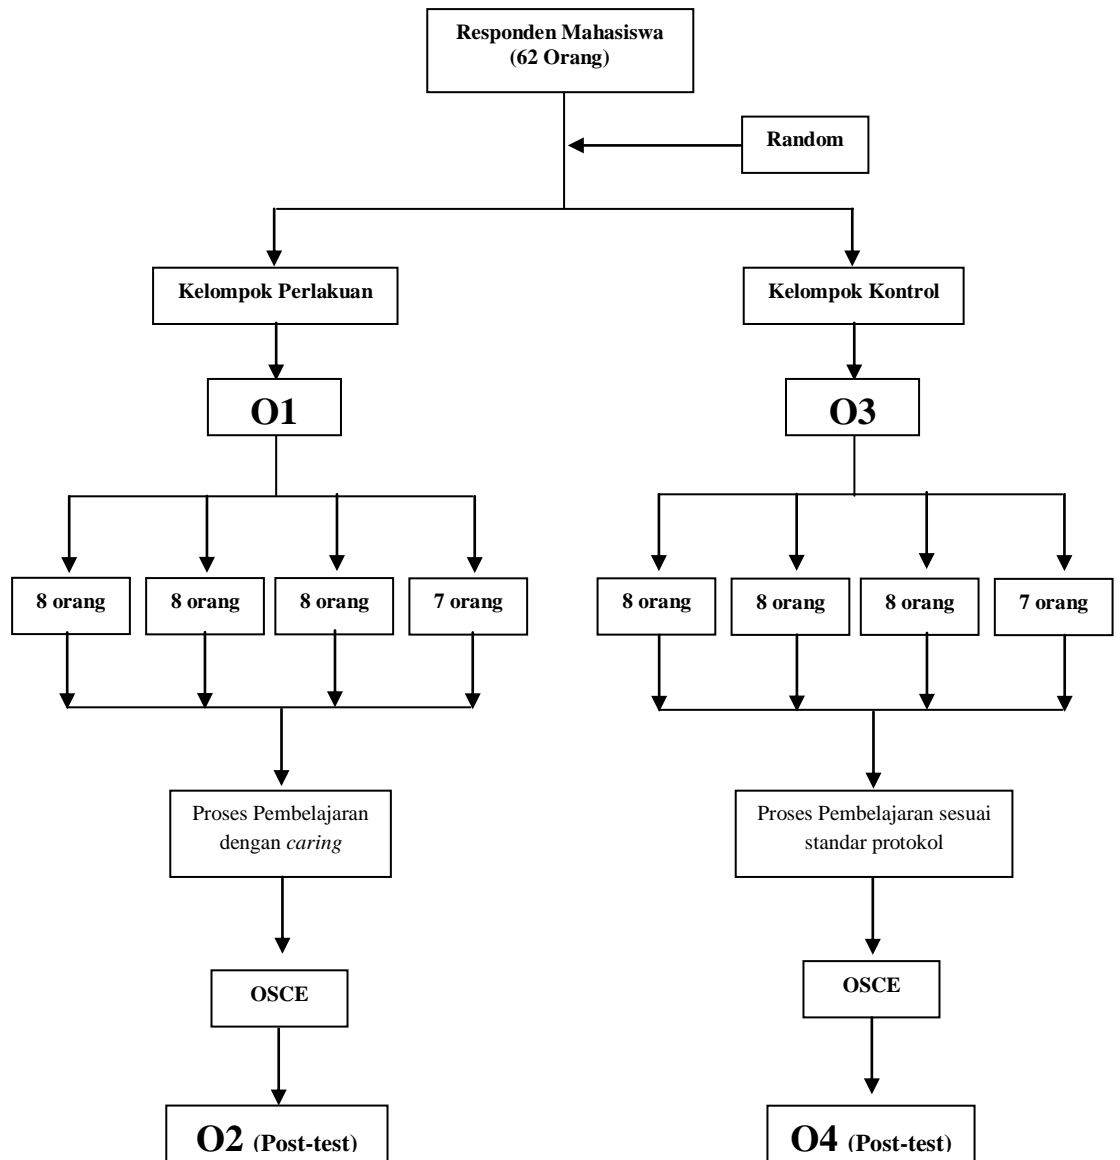 Responden Mahasiswa
(62 Orang)
Random
Kelompok Perlakuan
Kelompok Kontrol
O1
O3
8 orang
8 orang
8 orang
7 orang
8 orang
8 orang
8 orang
7 orang
Proses Pembelajaran
dengan caring
Proses Pembelajaran sesuai
standar protokol
OSCE
OSCE
O2 (Post-test)
O4 (Post-test)